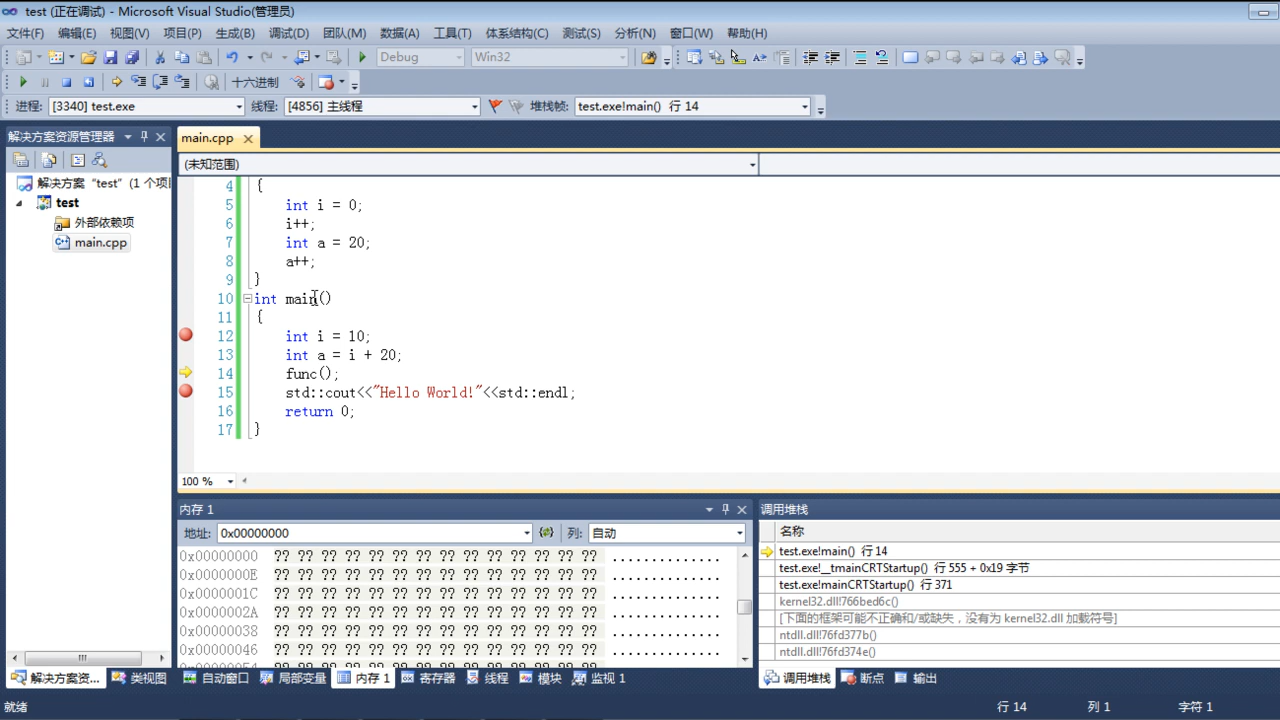 test (正在调试) - Microsoft Visual Studio(管理员)
文件(F) 编辑(E) 视图(V) 项目(P) 生成(B) 调试(D) 团队(M) 数据(A) 工具(T) 体系结构(C) 测试(S) 分析(N) 窗口(W) 帮助(H)
Debug Win32
十六进制
进程: [3340] test.exe 线程: [4856] 主线程 堆栈帧: test.exe!main() 行 14
解决方案资源管理器
main.cpp
(未知范围)
解决方案 "test" (1 个项
test
外部依赖项
main.cpp
4 {
5 int i = 0;
6 i++;
7 int a = 20;
8 a++;
9 }
10 int main()
11 {
12 int i = 10;
13 int a = i + 20;
14 func();
15 std::cout<<"Hello World!"<<std::endl;
16 return 0;
17 }
100 %
内存 1
地址: 0x00000000 列: 自动
0x00000000 ?? ?? ?? ?? ?? ?? ?? ?? ?? ?? ?? ?? ?? ?? ..............
0x0000000E ?? ?? ?? ?? ?? ?? ?? ?? ?? ?? ?? ?? ?? ?? ..............
0x0000001C ?? ?? ?? ?? ?? ?? ?? ?? ?? ?? ?? ?? ?? ?? ..............
0x0000002A ?? ?? ?? ?? ?? ?? ?? ?? ?? ?? ?? ?? ?? ?? ..............
0x00000038 ?? ?? ?? ?? ?? ?? ?? ?? ?? ?? ?? ?? ?? ?? ..............
0x00000046 ?? ?? ?? ?? ?? ?? ?? ?? ?? ?? ?? ?? ?? ?? ..............
0x00000054 ?? ?? ?? ?? ?? ?? ?? ?? ?? ?? ?? ?? ?? ?? ..............
调用堆栈
名称
test.exe!main() 行 14
test.exe!__tmainCRTStartup() 行 555 + 0x19 字节
test.exe!mainCRTStartup() 行 371
kernel32.dll!766bed6c()
[下面的框架可能不正确和/或缺失，没有为 kernel32.dll 加载符号]
ntdll.dll!76fd377b()
ntdll.dll!76fd374e()
解决方案资... 类视图 自动窗口 局部变量 内存 1 寄存器 线程 模块 监视 1 调用堆栈 断点 输出
就绪 行 14 列 1 字符 1